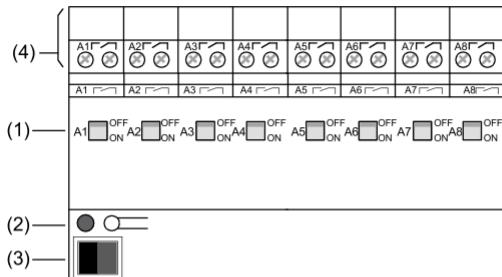 (4) A1 A2 A3 A4 A5 A6 A7 A8
A1 A2 A3 A4 A5 A6 A7 A8
(1) A1 OFF ON A2 OFF ON A3 OFF ON A4 OFF ON A5 OFF ON A6 OFF ON A7 OFF ON A8 OFF ON
(2)
(3)